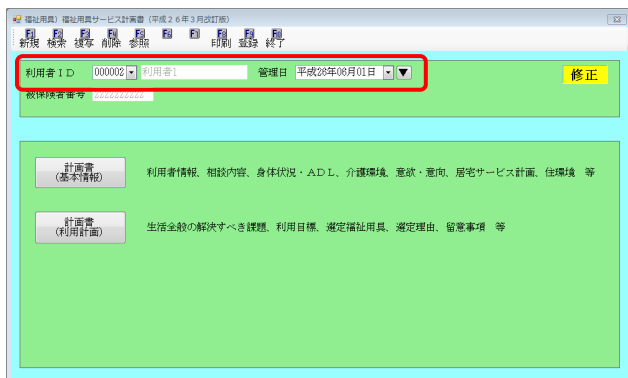 福祉用具) 福祉用具サービス計画書 (平成26年3月改訂版)
F1 F2 F3 F4 F5 F6 F7 F8 F9
新規 検索 複写 削除 参照 印刷 登録 終了
利用者ID 000002 利用者1 管理日 平成26年06月01日 ▼
修正
被保険者番号 2222222222
計画書
(基本情報)
利用者情報、相談内容、身体状況・ADL、介護環境、意欲・意向、居宅サービス計画、住環境 等
計画書
(利用計画)
生活全般の解決すべき課題、利用目標、選定福祉用具、選定理由、留意事項 等